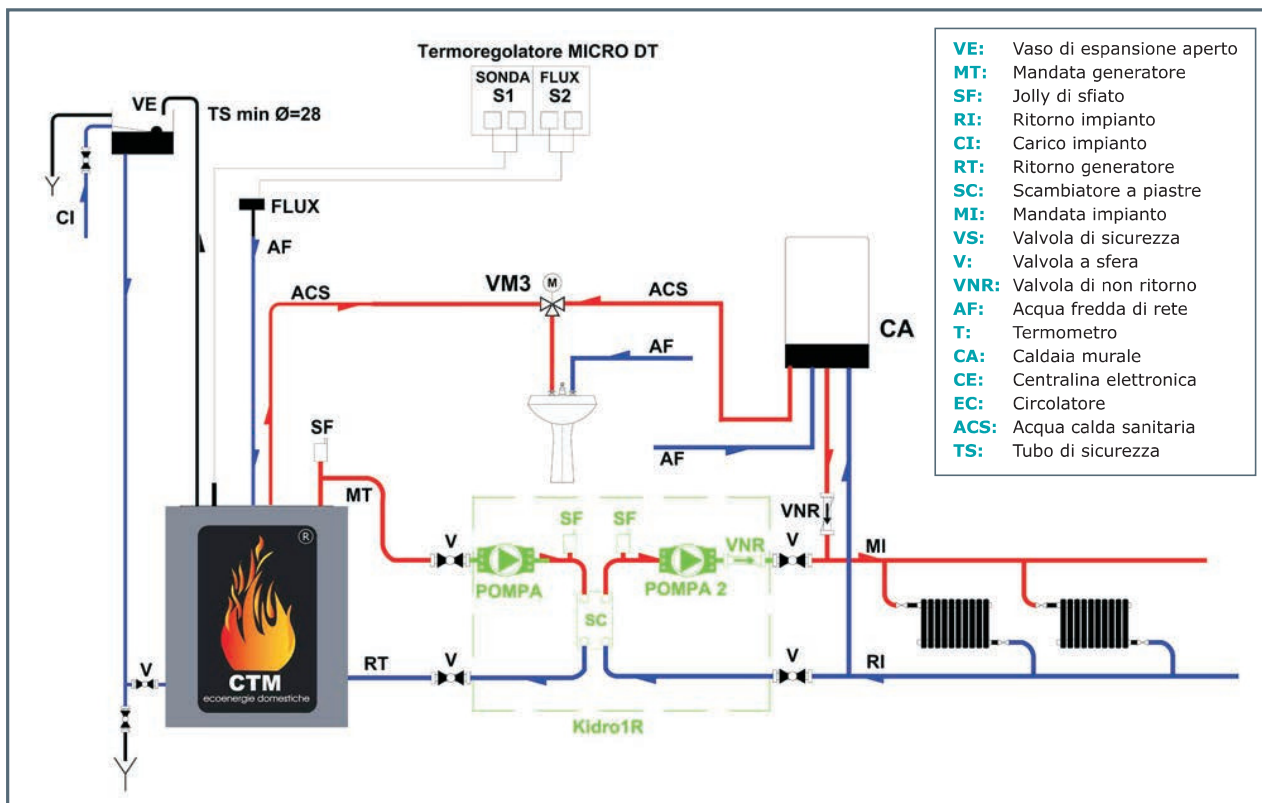 Termoregolatore MICRO DT
SONDA
S1
FLUX
S2
VE
TS min Ø=28
CI
FLUX
AF
ACS
VM3
M
ACS
CA
AF
AF
SF
MT
V
SF
SF
VNR
V
VNR
MI
POMPA
POMPA 2
SC
RT
V
V
RI
V
Kidro1R
®
CTM
ecoenergie domestiche
VE: Vaso di espansione aperto
MT: Mandata generatore
SF: Jolly di sfiato
RI: Ritorno impianto
CI: Carico impianto
RT: Ritorno generatore
SC: Scambiatore a piastre
MI: Mandata impianto
VS: Valvola di sicurezza
V: Valvola a sfera
VNR: Valvola di non ritorno
AF: Acqua fredda di rete
T: Termometro
CA: Caldaia murale
CE: Centralina elettronica
EC: Circolatore
ACS: Acqua calda sanitaria
TS: Tubo di sicurezza